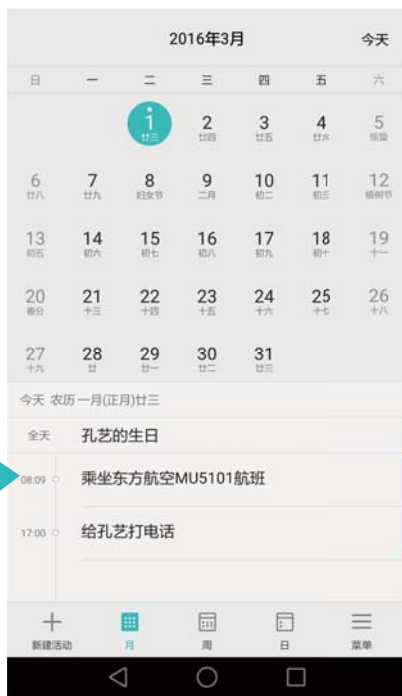 2016年3月 今天
日 一 二 三 四 五 六
1 2 3 4 5
廿三 廿四 廿五 廿六 惊蛰
6 7 8 9 10 11 12
廿八 廿九 妇女节 二月 初二 初三 植树节
13 14 15 16 17 18 19
初五 初六 初七 初八 初九 初十 十一
20 21 22 23 24 25 26
春分 十三 十四 十五 十六 十七 十八
27 28 29 30 31
十九 廿 廿一 廿二 廿三
今天 农历 一月(正月)廿三
全天 孔艺的生日
08:09 乘坐东方航空MU5101航班
17:00 给孔艺打电话
新建活动 月 周 日 菜单